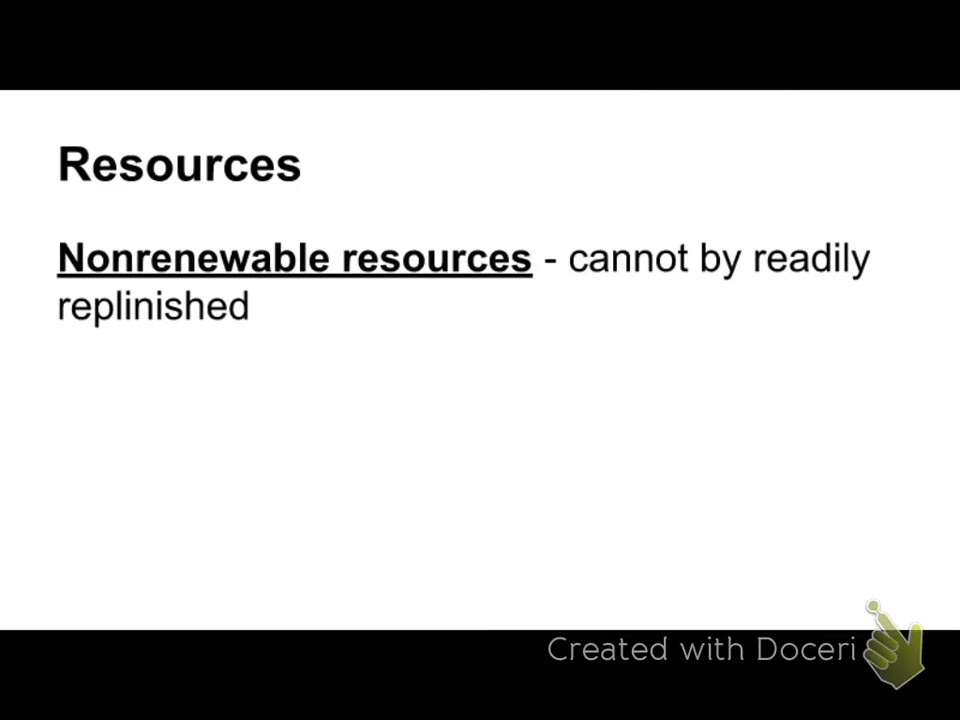 Resources
Nonrenewable resources - cannot by readily
replinished
Created with Doceri